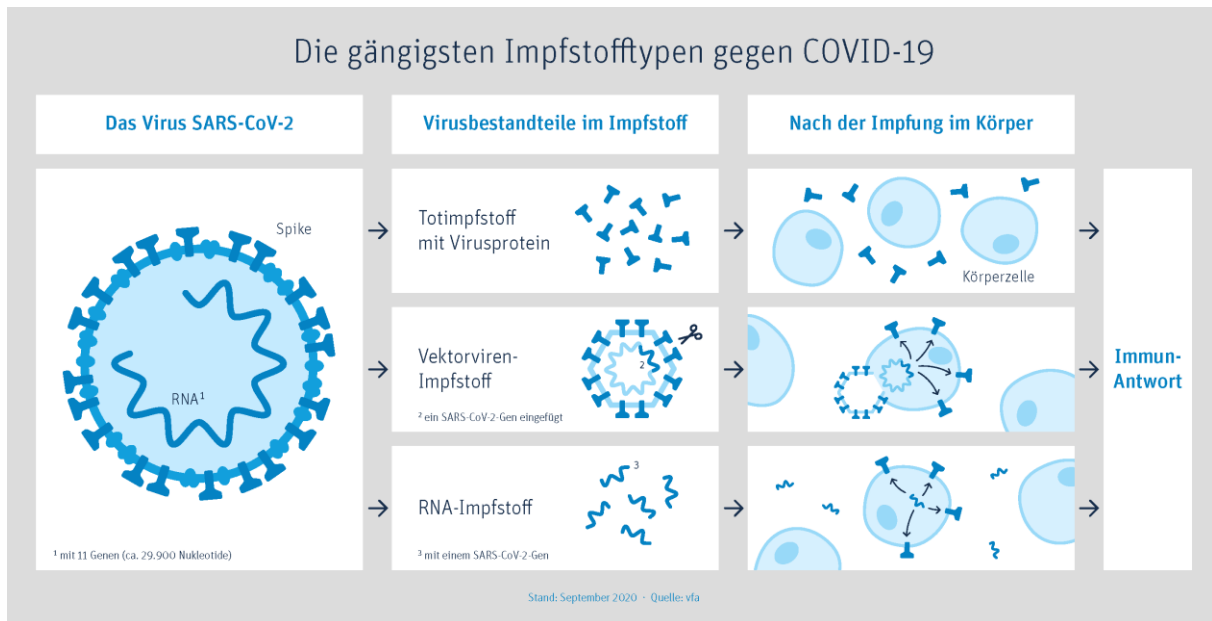 Die gängigsten Impfstofftypen gegen COVID-19
Das Virus SARS-CoV-2
Virusbestandteile im Impfstoff
Nach der Impfung im Körper
Spike
RNA¹
¹ mit 11 Genen (ca. 29.900 Nukleotide)
Totimpfstoff
mit Virusprotein
Körperzelle
Vektorviren-
Impfstoff
2
² ein SARS-CoV-2-Gen eingefügt
RNA-Impfstoff
3
³ mit einem SARS-CoV-2-Gen
Immun-
Antwort
Stand: September 2020 · Quelle: vfa